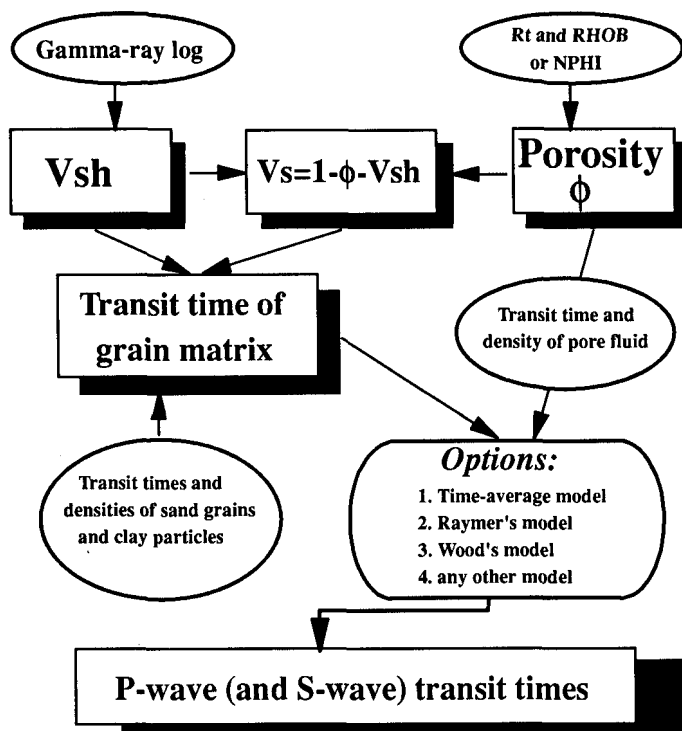 Gamma-ray log
Rt and RHOB
or NPHI
Vsh
Vs=1-ϕ-Vsh
Porosity
ϕ
Transit time of
grain matrix
Transit time and
density of pore fluid
Transit times and
densities of sand grains
and clay particles
Options:
1. Time-average model
2. Raymer's model
3. Wood's model
4. any other model
P-wave (and S-wave) transit times